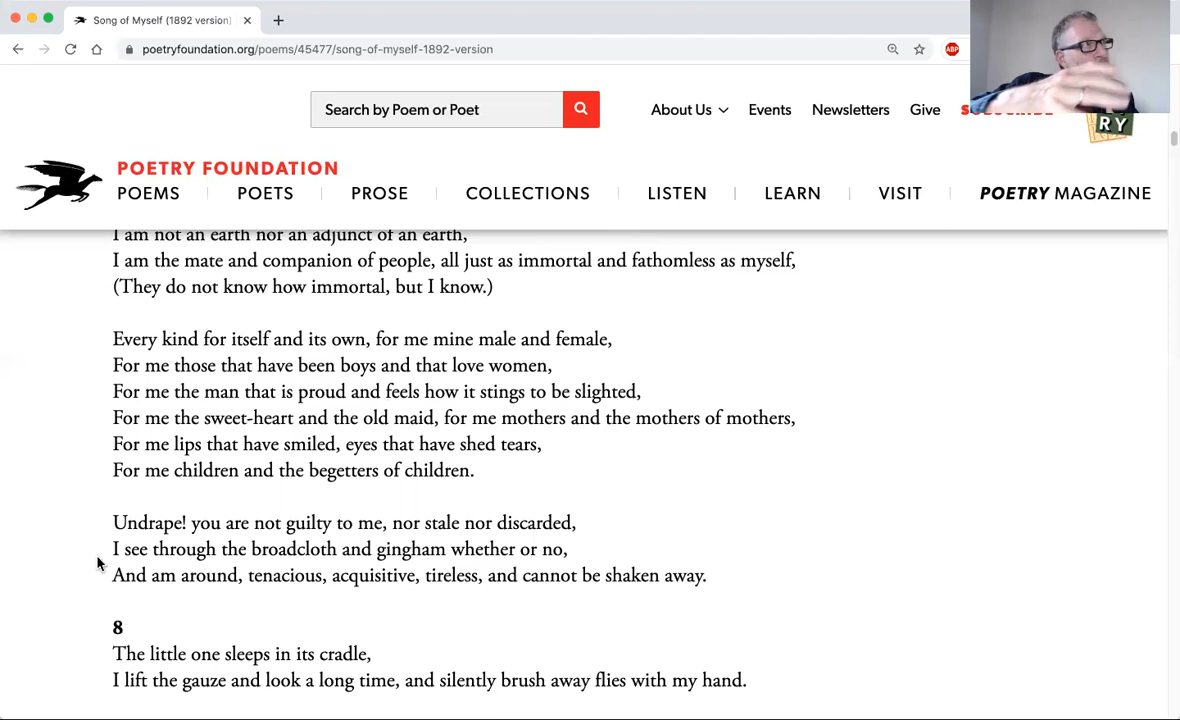 Song of Myself (1892 version)
poetryfoundation.org/poems/45477/song-of-myself-1892-version
ABP
Search by Poem or Poet
About Us
Events
Newsletters
Give
SUBSCRIBE
RY
POETRY FOUNDATION
POEMS
POETS
PROSE
COLLECTIONS
LISTEN
LEARN
VISIT
POETRY MAGAZINE
I am not an earth nor an adjunct of an earth,
I am the mate and companion of people, all just as immortal and fathomless as myself,
(They do not know how immortal, but I know.)
Every kind for itself and its own, for me mine male and female,
For me those that have been boys and that love women,
For me the man that is proud and feels how it stings to be slighted,
For me the sweet-heart and the old maid, for me mothers and the mothers of mothers,
For me lips that have smiled, eyes that have shed tears,
For me children and the begetters of children.
Undrape! you are not guilty to me, nor stale nor discarded,
I see through the broadcloth and gingham whether or no,
And am around, tenacious, acquisitive, tireless, and cannot be shaken away.
8
The little one sleeps in its cradle,
I lift the gauze and look a long time, and silently brush away flies with my hand.